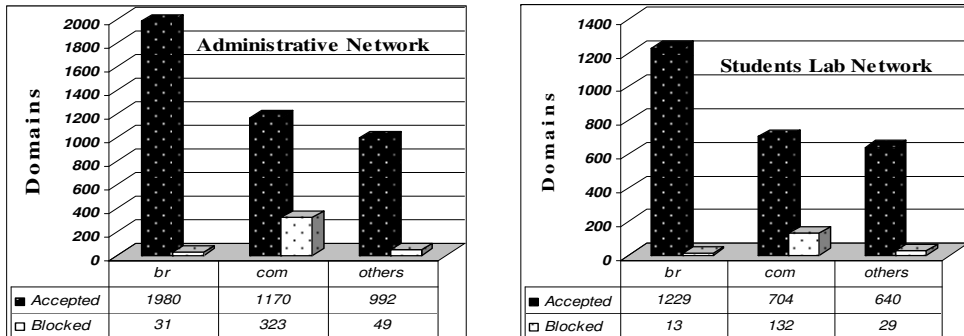 Administrative Network
Domains
2000
1800
1600
1400
1200
1000
800
600
400
200
0
br com others
Accepted 1980 1170 992
Blocked 31 323 49
Students Lab Network
Domains
1400
1200
1000
800
600
400
200
0
br com others
Accepted 1229 704 640
Blocked 13 132 29